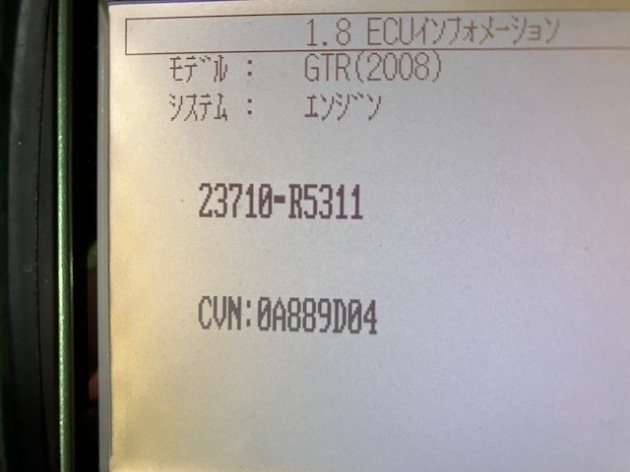 1.8 ECUｲﾝﾌｫﾒｰｼｮﾝ
ﾓﾃﾞﾙ : GTR(2008)
ｼｽﾃﾑ : ｴﾝｼﾞﾝ
23710-R5311
CVN:0A889D04